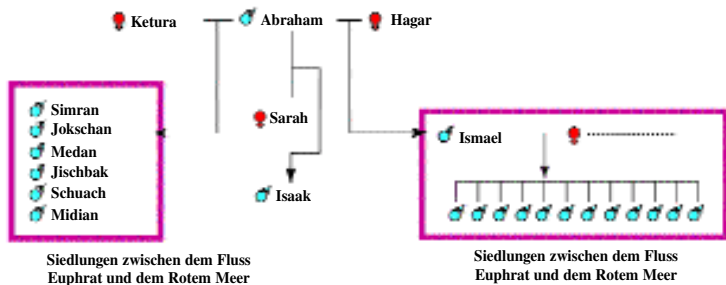 Ketura
Abraham
Hagar
Simran
Jokschan
Medan
Jischbak
Schuach
Midian
Sarah
Isaak
Ismael
Siedlungen zwischen dem Fluss
Euphrat und dem Rotem Meer
Siedlungen zwischen dem Fluss
Euphrat und dem Rotem Meer